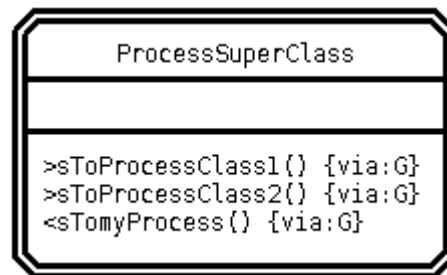 ProcessSuperClass
>sToProcessClass1() {via:G}
>sToProcessClass2() {via:G}
<sTomyProcess() {via:G}